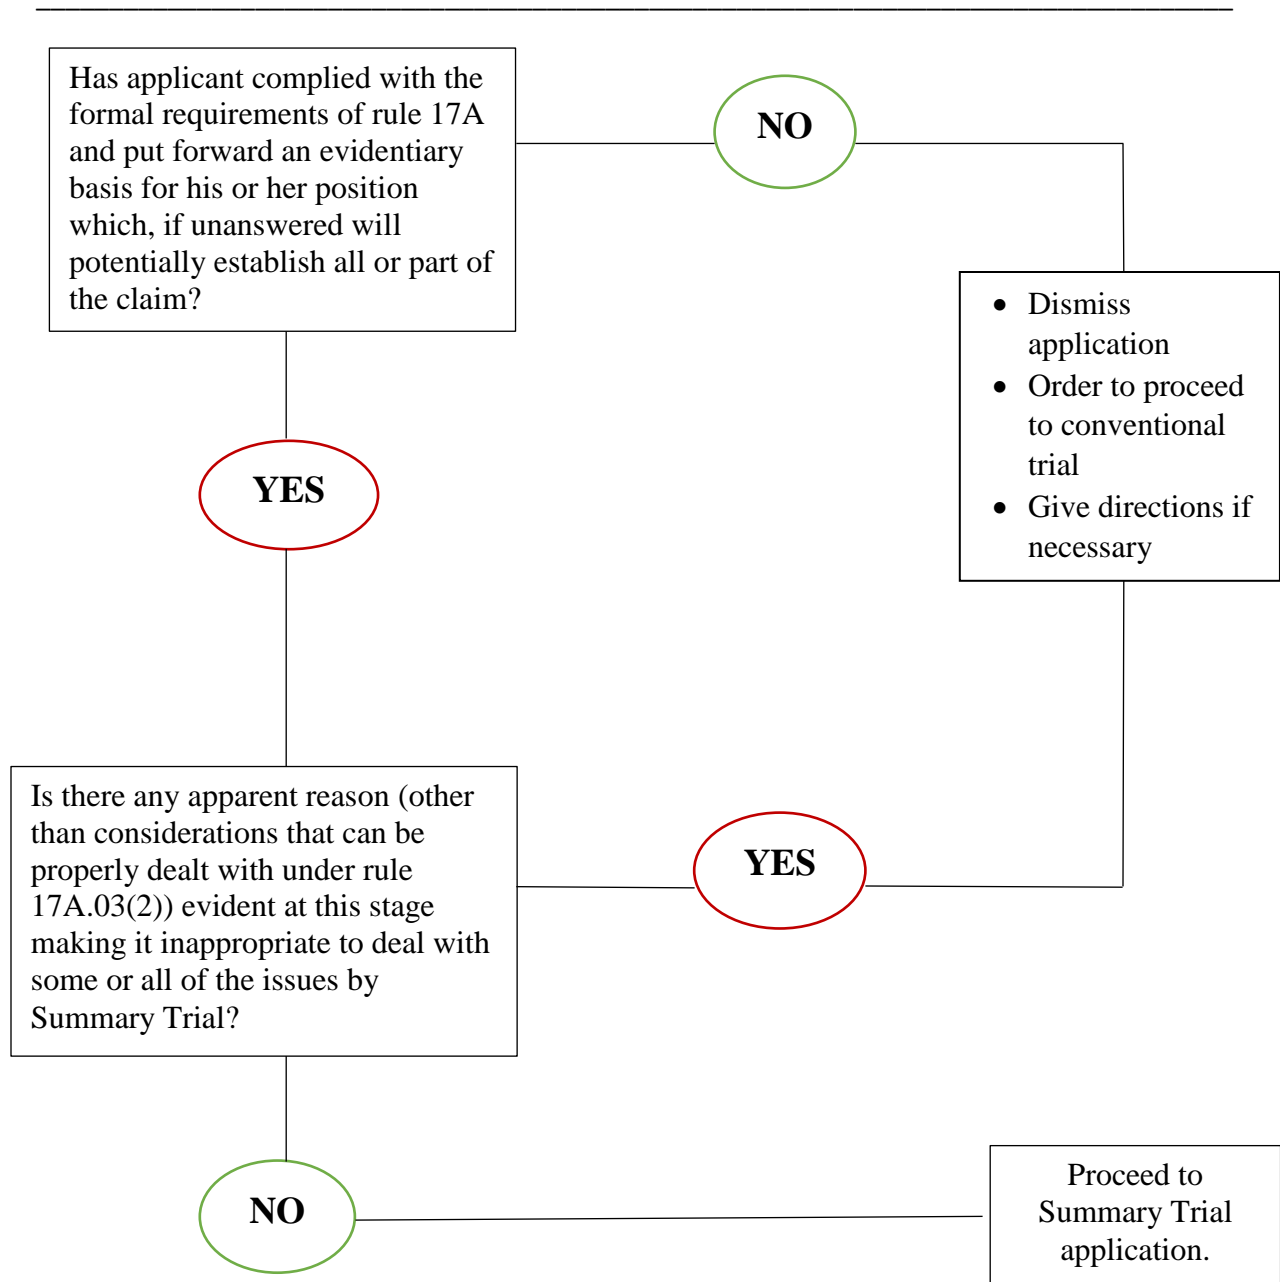 Has applicant complied with the
formal requirements of rule 17A
and put forward an evidentiary
basis for his or her position
which, if unanswered will
potentially establish all or part of
the claim?
NO
• Dismiss
application
• Order to proceed
to conventional
trial
• Give directions if
necessary
YES
Is there any apparent reason (other
than considerations that can be
properly dealt with under rule
17A.03(2)) evident at this stage
making it inappropriate to deal with
some or all of the issues by
Summary Trial?
YES
NO
Proceed to
Summary Trial
application.